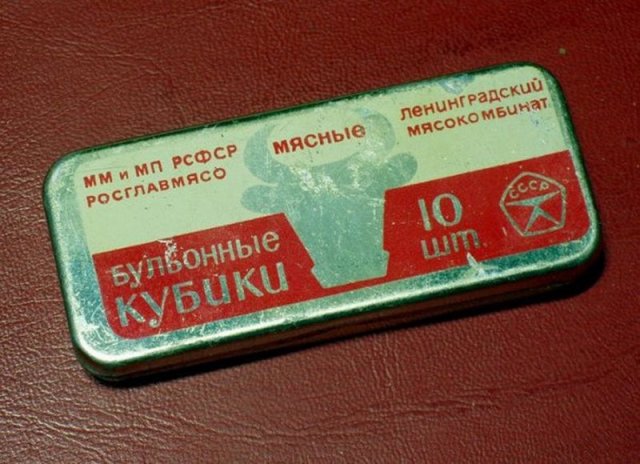 ММ и МП РСФСР
РОСГЛАВМЯСО
МЯСНЫЕ
ЛЕНИНГРАДСКИЙ
МЯСОКОМБИНАТ
БУЛЬОННЫЕ
КУБИКИ
10
ШТ.
СССР